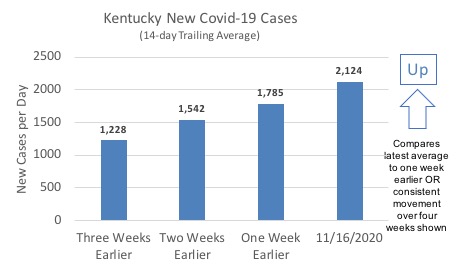 Kentucky New Covid-19 Cases
(14-day Trailing Average)
New Cases per Day
2500
2000
1500
1000
500
0
1,228
1,542
1,785
2,124
Three Weeks
Earlier
Two Weeks
Earlier
One Week
Earlier
11/16/2020
Up
Compares
latest average
to one week
earlier OR
consistent
movement
over four
weeks shown